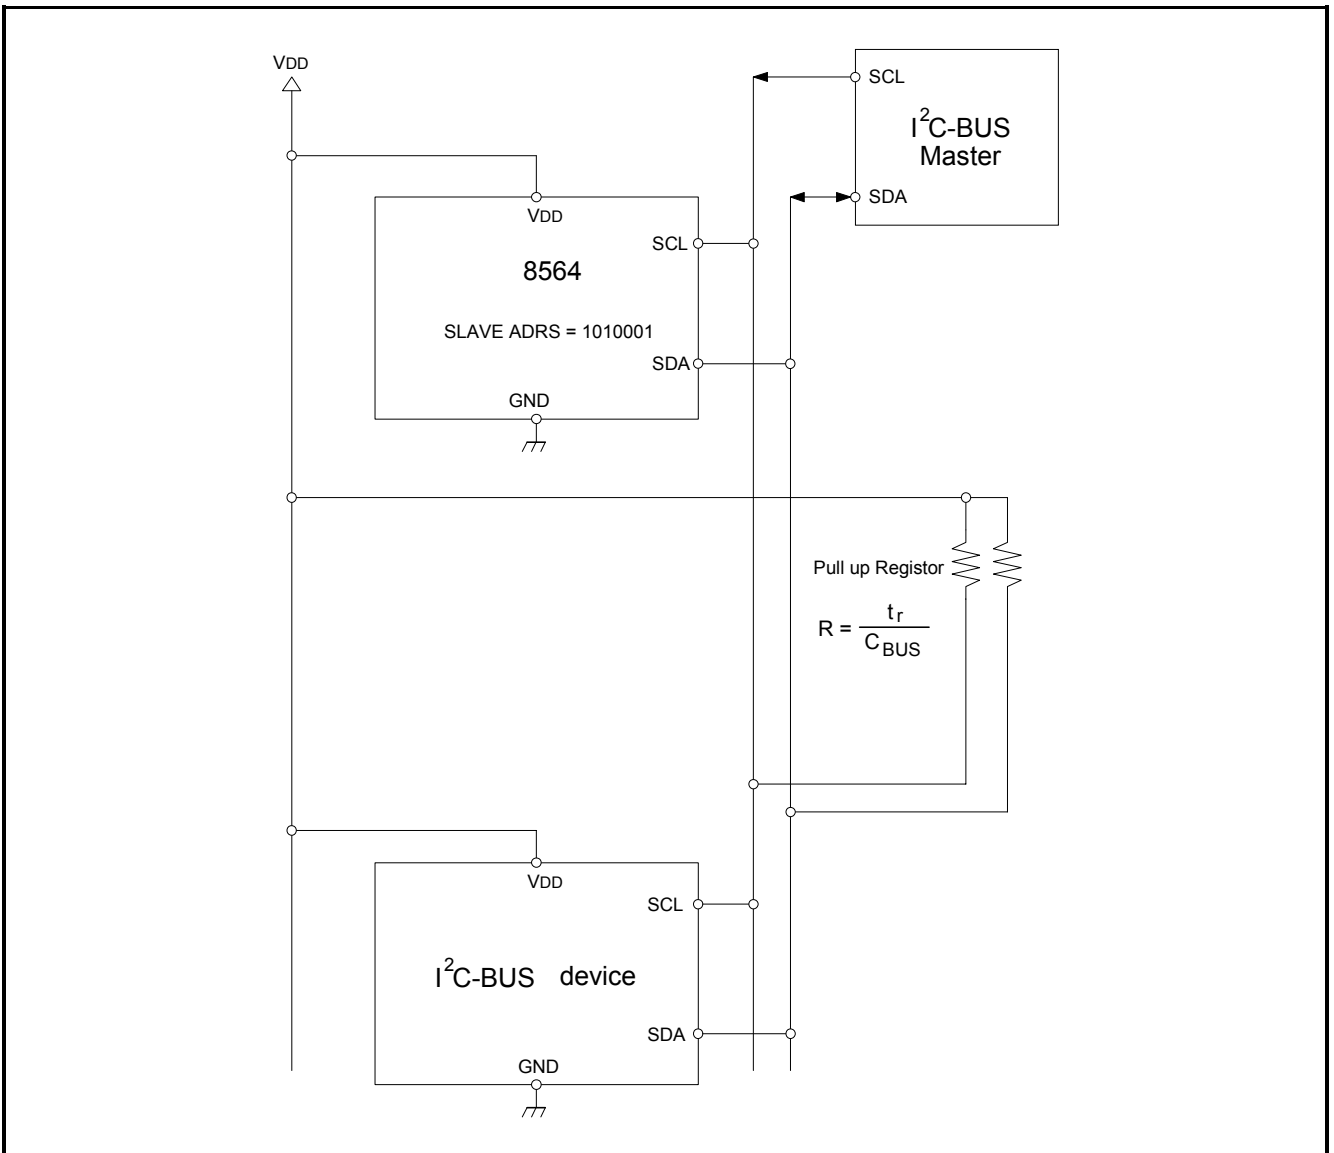 VDD
SCL
I²C-BUS
Master
SDA
VDD
SCL
8564
SLAVE ADRS = 1010001
SDA
GND
Pull up Registor
R = tr / CBUS
VDD
SCL
I²C-BUS device
SDA
GND